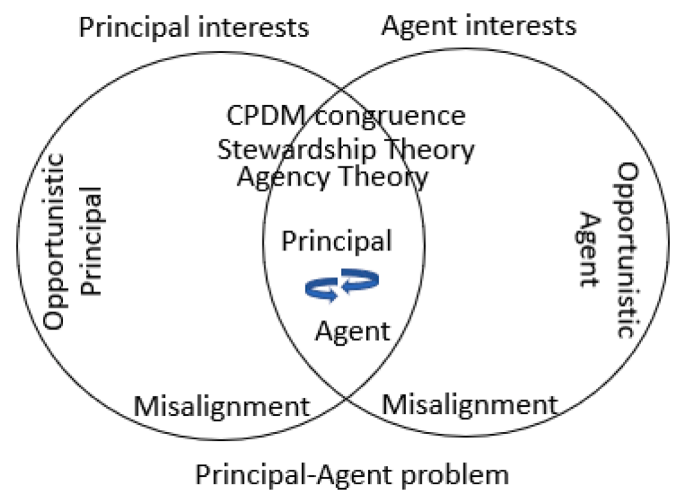 Principal interests
Agent interests
CPDM congruence
Stewardship Theory
Agency Theory
Opportunistic
Principal
Principal
Agent
Opportunistic
Agent
Misalignment
Misalignment
Principal-Agent problem